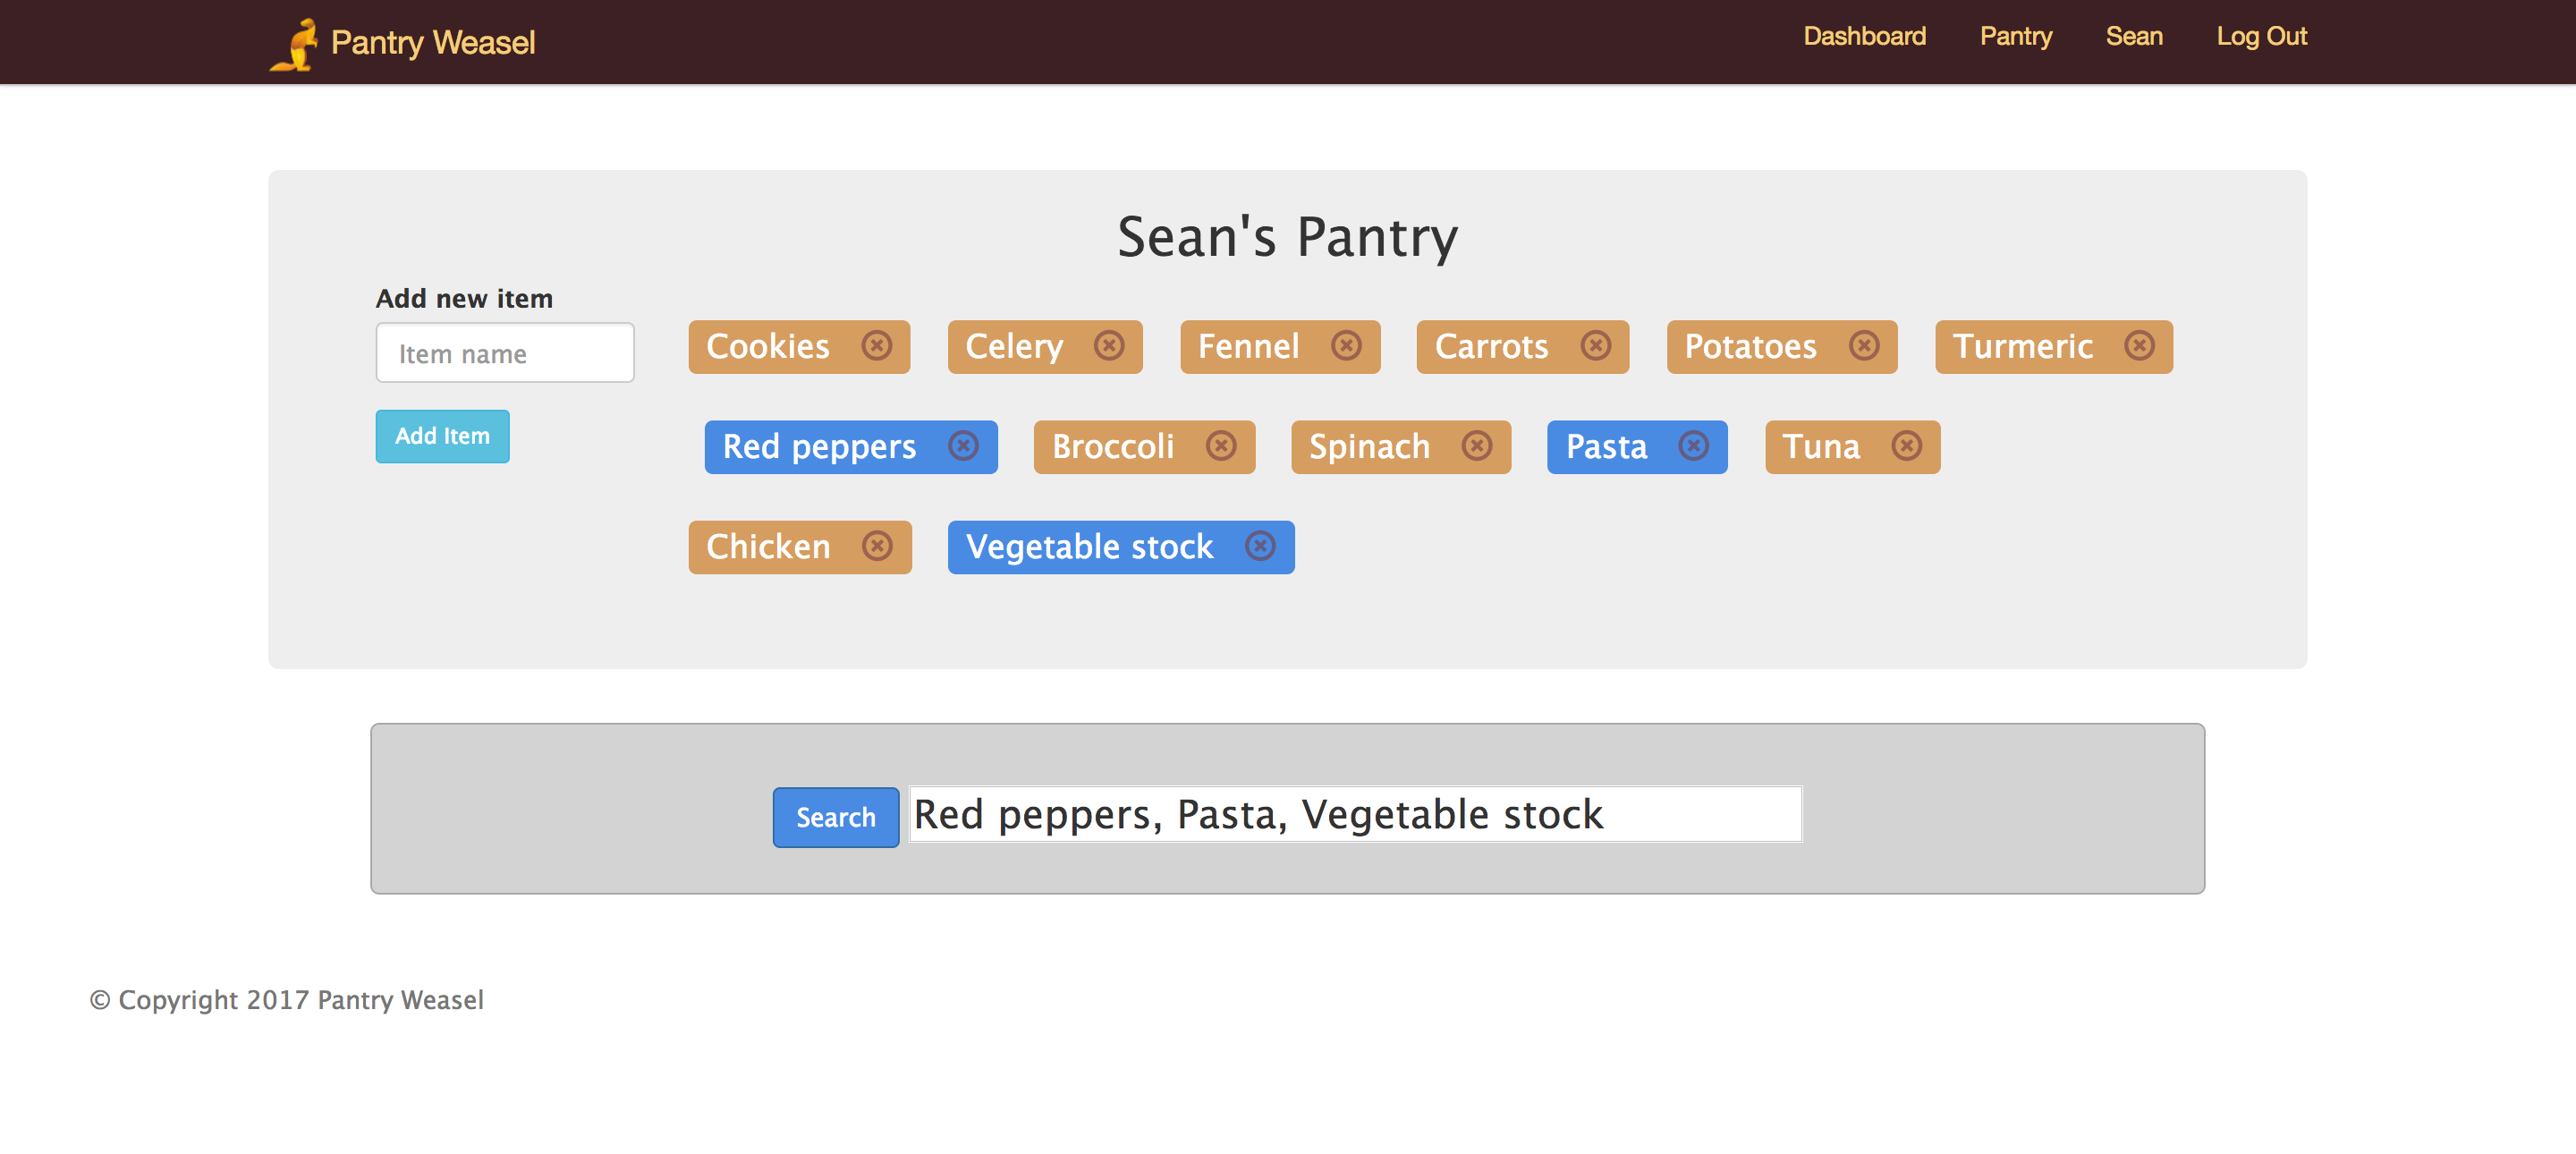 Pantry Weasel Dashboard Pantry Sean Log Out
Sean's Pantry
Add new item
Item name
Add Item
Cookies Celery Fennel Carrots Potatoes Turmeric
Red peppers Broccoli Spinach Pasta Tuna
Chicken Vegetable stock
Search Red peppers, Pasta, Vegetable stock
© Copyright 2017 Pantry Weasel